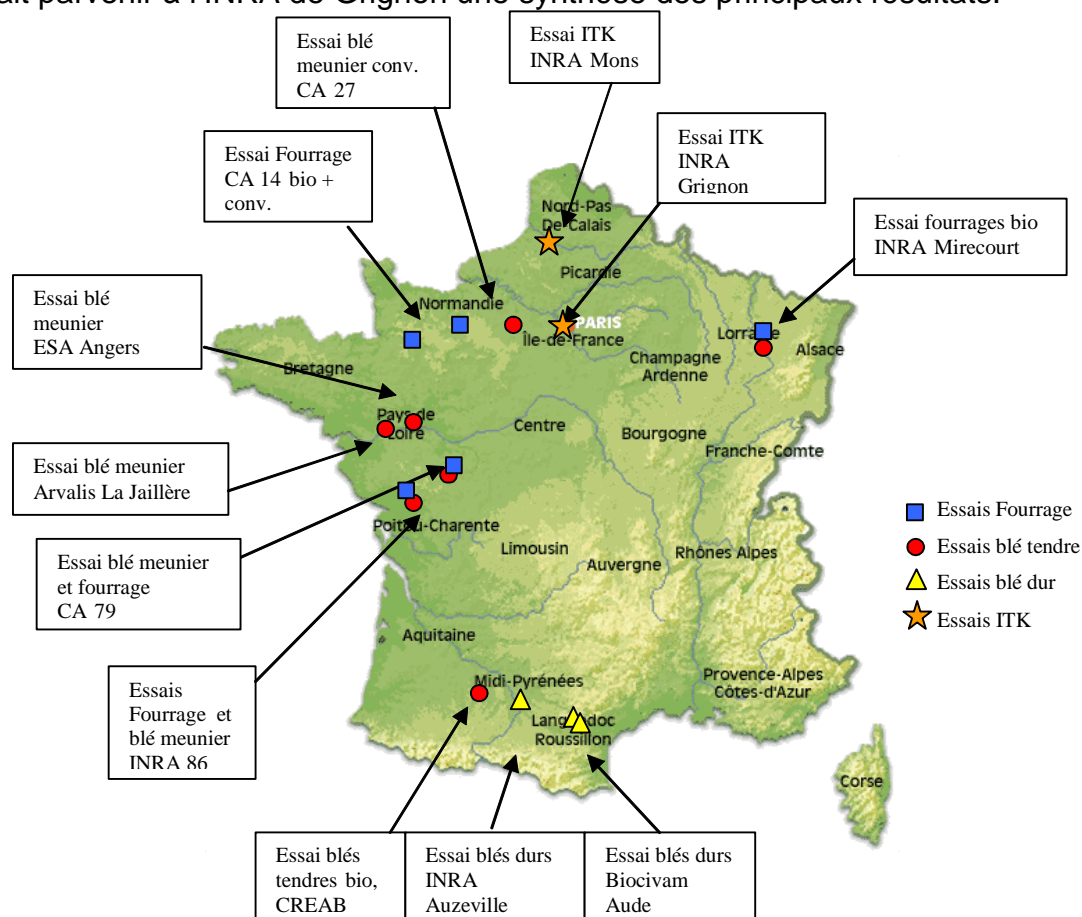 ait parvenir à l'INRA de Grignon une synthèse des principaux résultats.
Essai blé
meunier conv.
CA 27
Essai ITK
INRA Mons
Essai Fourrage
CA 14 bio +
conv.
Essai ITK
INRA
Grignon
Essai fourrages bio
INRA Mirecourt
Essai blé
meunier
ESA Angers
Essai blé meunier
Arvalis La Jaillère
Essai blé meunier
et fourrage
CA 79
Essais
Fourrage et
blé meunier
INRA 86
Essai blés
tendres bio,
CREAB
Essai blés durs
INRA
Auzeville
Essai blés durs
Biocivam
Aude
Nord-Pas
De-Calais
Picardie
Normandie
PARIS
Île-de-France
Lorraine
Alsace
Champagne
Ardenne
Bretagne
Pays de
Loire
Centre
Bourgogne
Franche-Comte
Poitou-Charente
Limousin
Auvergne
Rhônes Alpes
Aquitaine
Midi-Pyrénées
Languedoc
Roussillon
Provence-Alpes
Côtes-d'Azur
Corse
Essais Fourrage
Essais blé tendre
Essais blé dur
Essais ITK